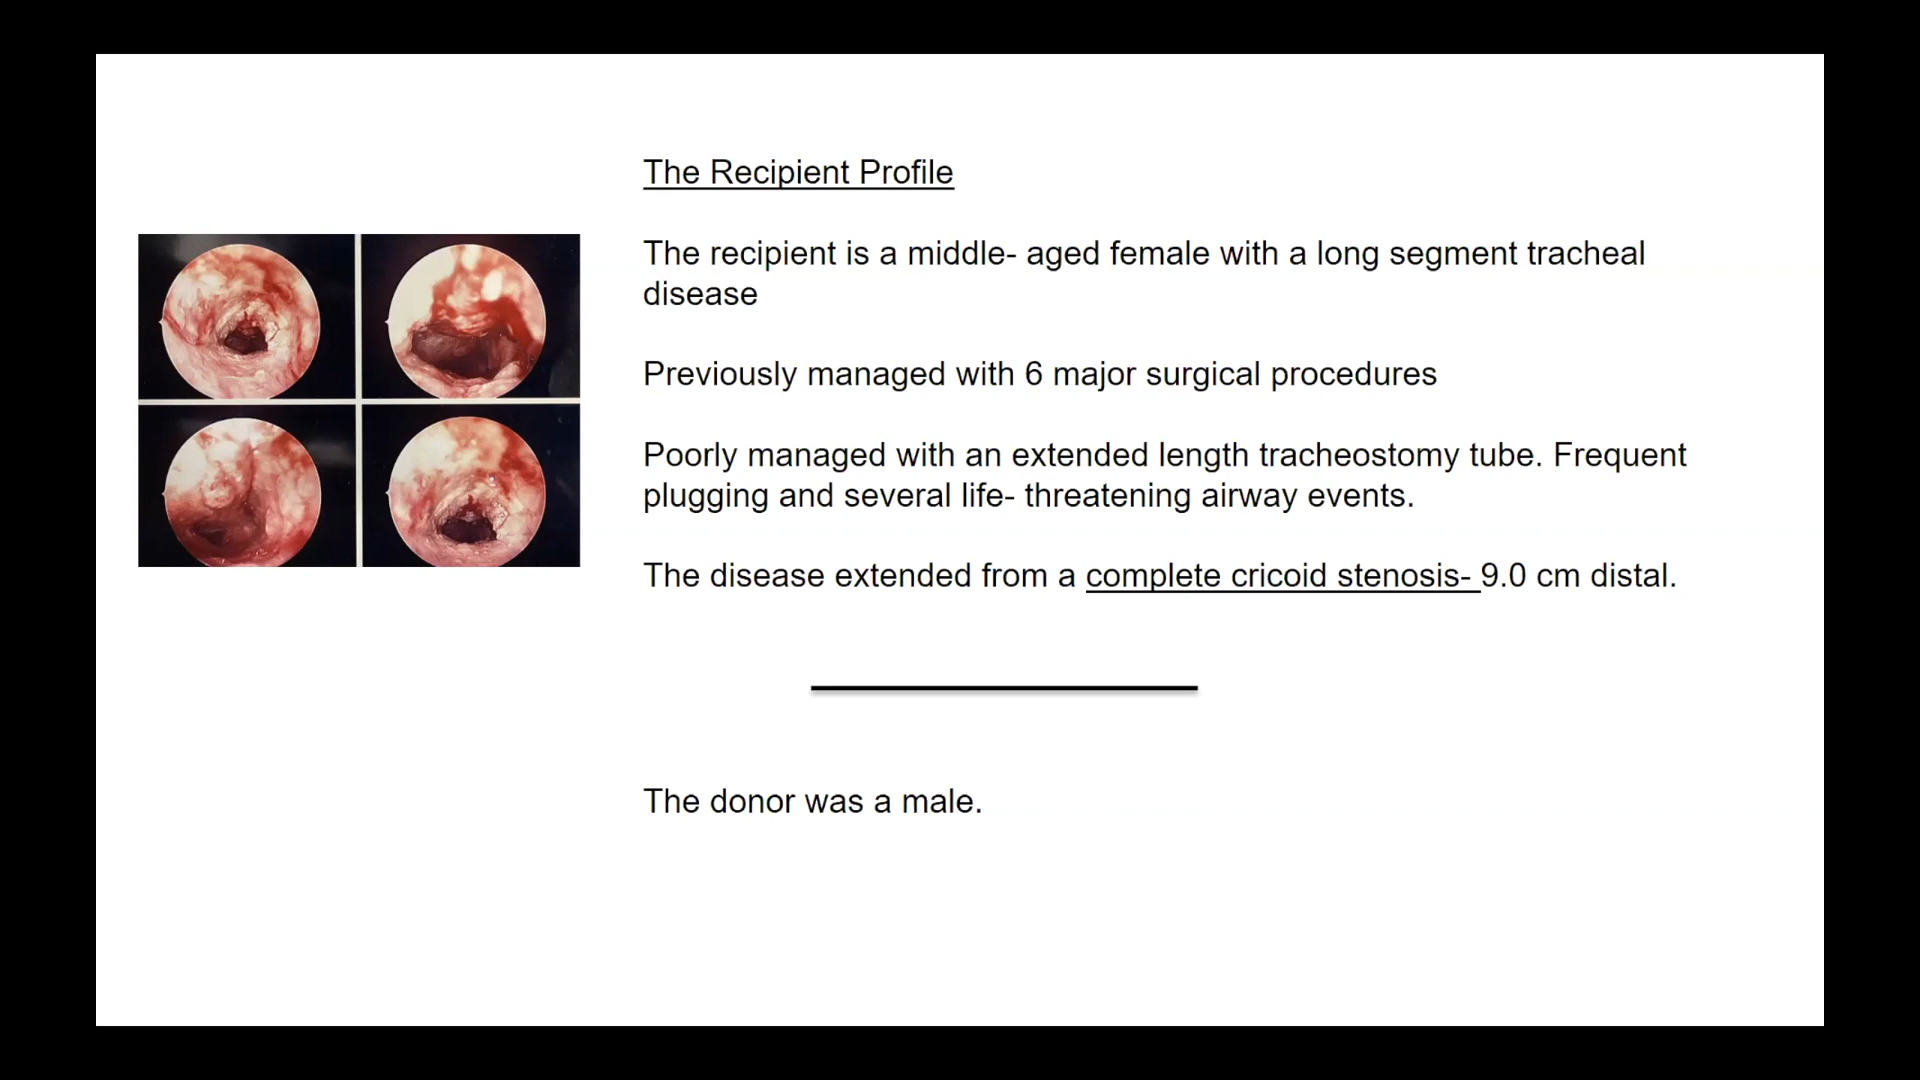 The Recipient Profile
The recipient is a middle- aged female with a long segment tracheal
disease
Previously managed with 6 major surgical procedures
Poorly managed with an extended length tracheostomy tube. Frequent
plugging and several life- threatening airway events.
The disease extended from a complete cricoid stenosis- 9.0 cm distal.
The donor was a male.